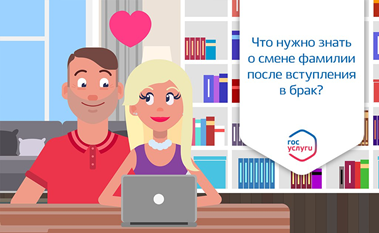 Что нужно знать
о смене фамилии
после вступления
в брак?
гос
услуги